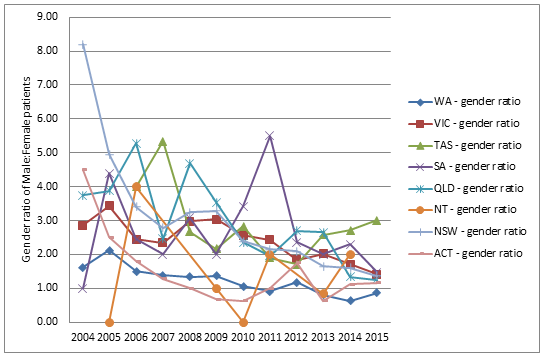 Gender ratio of Male:Female patients
9.00
8.00
7.00
6.00
5.00
4.00
3.00
2.00
1.00
0.00
2004 2005 2006 2007 2008 2009 2010 2011 2012 2013 2014 2015
WA - gender ratio
VIC - gender ratio
TAS - gender ratio
SA - gender ratio
QLD - gender ratio
NT - gender ratio
NSW - gender ratio
ACT - gender ratio